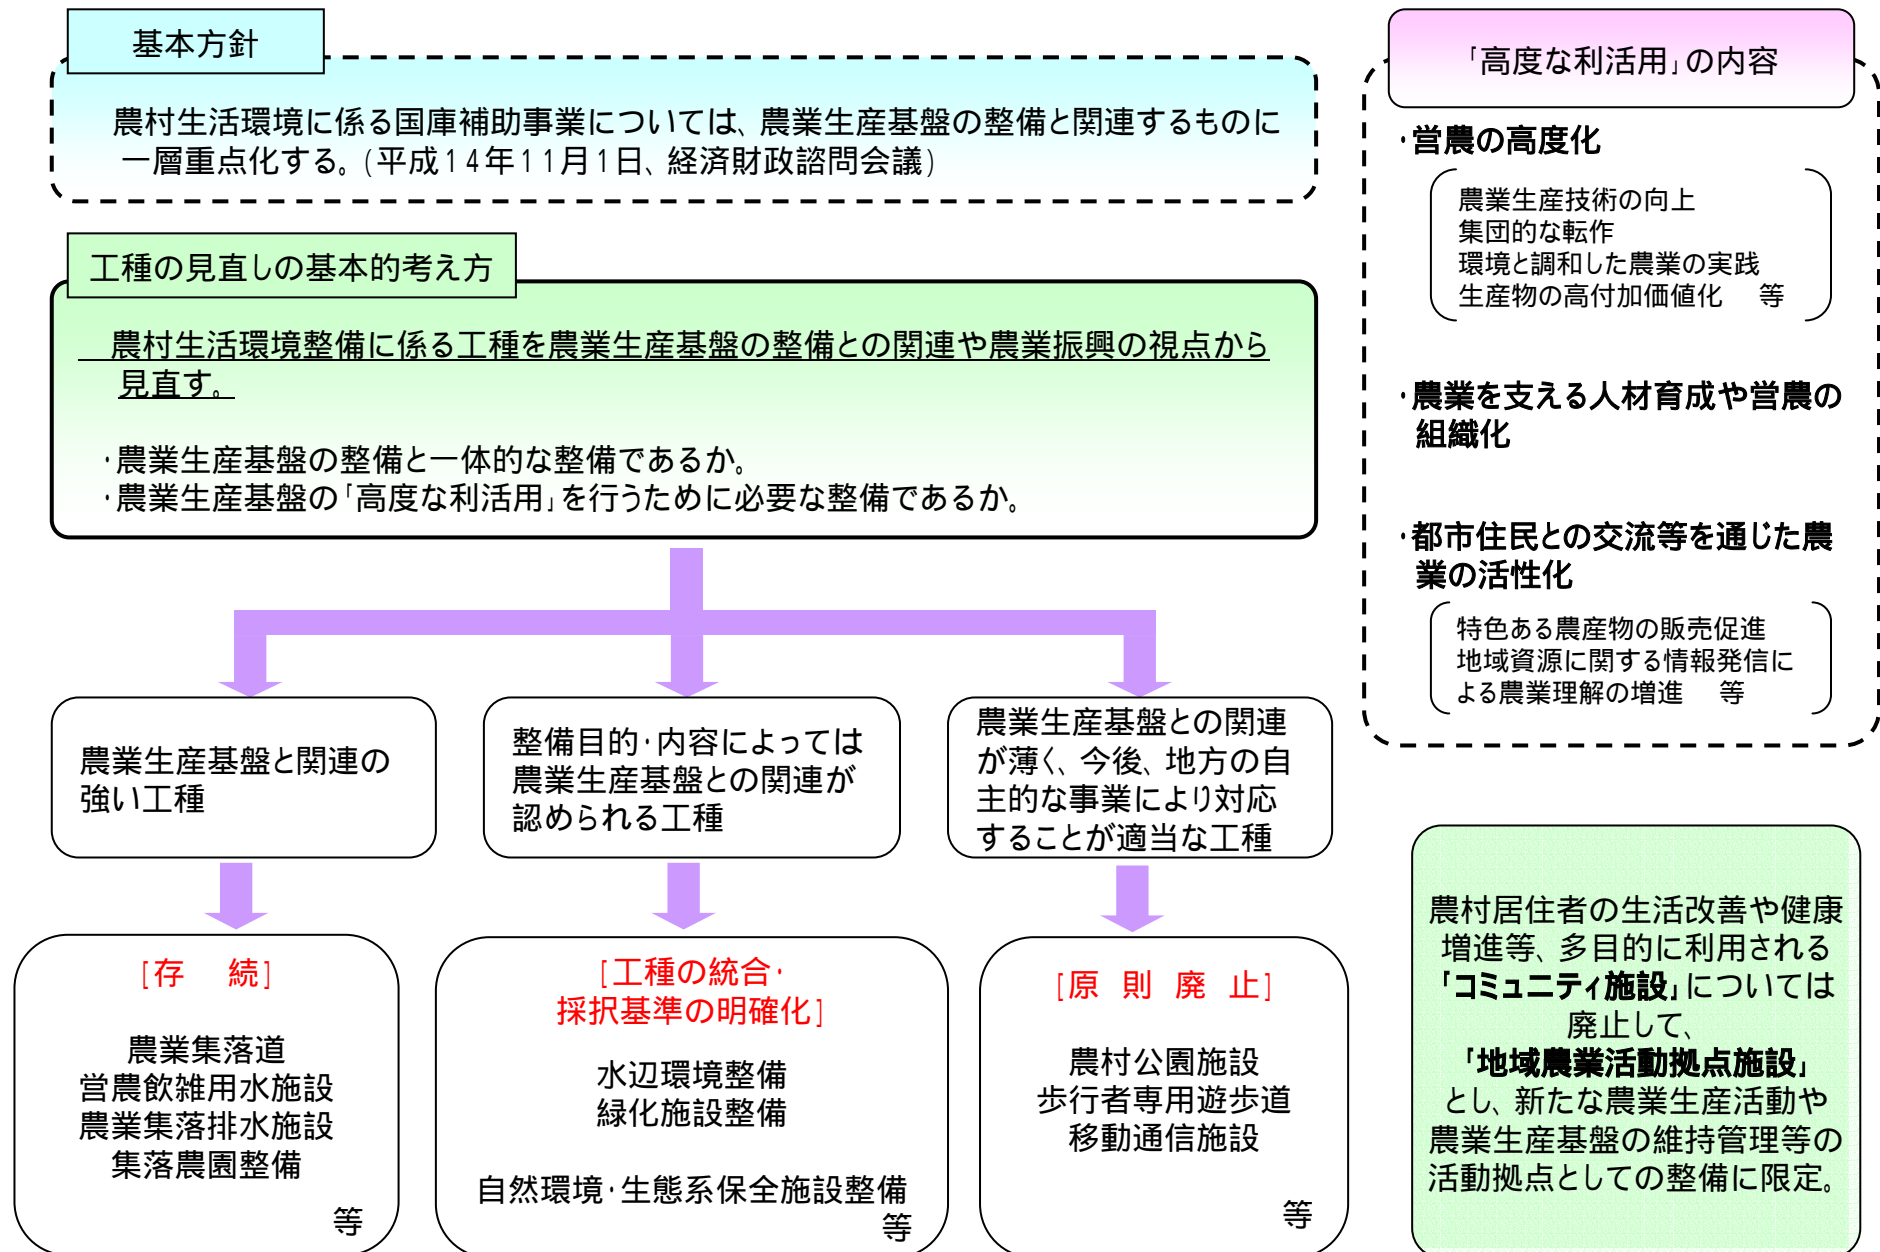 基本方針
農村生活環境に係る国庫補助事業については、農業生産基盤の整備と関連するものに
一層重点化する。(平成14年11月1日、経済財政諮問会議)
工種の見直しの基本的考え方
農村生活環境整備に係る工種を農業生産基盤の整備との関連や農業振興の視点から
見直す。
・農業生産基盤の整備と一体的な整備であるか。
・農業生産基盤の「高度な利活用」を行うために必要な整備であるか。
農業生産基盤と関連の
強い工種
整備目的・内容によっては
農業生産基盤との関連が
認められる工種
農業生産基盤との関連
が薄く、今後、地方の自
主的な事業により対応
することが適当な工種
[存　続]
農業集落道
営農飲雑用水施設
農業集落排水施設
集落農園整備
等
[工種の統合・
採択基準の明確化]
水辺環境整備
緑化施設整備
自然環境・生態系保全施設整備
等
[原 則 廃 止]
農村公園施設
歩行者専用遊歩道
移動通信施設
等
「高度な利活用」の内容
・営農の高度化
農業生産技術の向上
集団的な転作
環境と調和した農業の実践
生産物の高付加価値化　等
・農業を支える人材育成や営農の
組織化
・都市住民との交流等を通じた農
業の活性化
特色ある農産物の販売促進
地域資源に関する情報発信に
よる農業理解の増進　等
農村居住者の生活改善や健康
増進等、多目的に利用される
「コミュニティ施設」については
廃止して、
「地域農業活動拠点施設」
とし、新たな農業生産活動や
農業生産基盤の維持管理等の
活動拠点としての整備に限定。